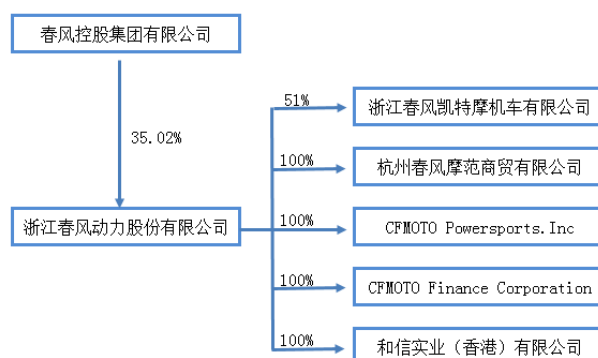 春风控股集团有限公司
35.02%
浙江春风动力股份有限公司
51%
浙江春风凯特摩机车有限公司
100%
杭州春风摩范商贸有限公司
100%
CFMOTO Powersports.Inc
100%
CFMOTO Finance Corporation
100%
和信实业（香港）有限公司